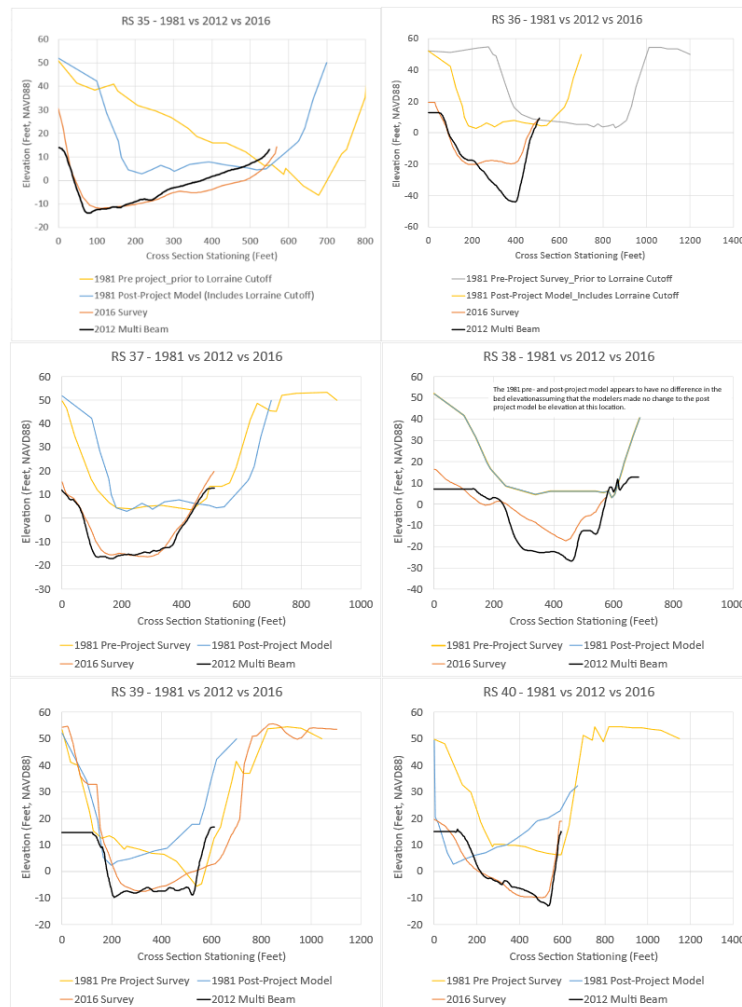 RS 35 - 1981 vs 2012 vs 2016
60
50
40
30
20
10
0
-10
-20
Elevation (Feet, NAVD88)
0 100 200 300 400 500 600 700 800
Cross Section Stationing (Feet)
1981 Pre project_prior to Lorraine Cutoff
1981 Post-Project Model (Includes Lorraine Cutoff)
2016 Survey
2012 Multi Beam
RS 36 - 1981 vs 2012 vs 2016
60
40
20
0
-20
-40
-60
Elevation (Feet, NAVD88)
0 200 400 600 800 1000 1200 1400
Cross Section Stationing (Feet)
1981 Pre-Project Survey_Prior to Lorraine Cutoff
1981 Post-Project Model_Includes Lorraine Cutoff
2016 Survey
2012 Multi Beam
RS 37 - 1981 vs 2012 vs 2016
60
50
40
30
20
10
0
-10
-20
-30
Elevation (Feet, NAVD88)
0 200 400 600 800 1000
Cross Section Stationing (Feet)
1981 Pre-Project Survey 1981 Post-Project Model
2016 Survey 2012 Multi Beam
RS 38 - 1981 vs 2012 vs 2016
The 1981 pre- and post-project model appears to have no difference in the
bed elevationassuming that the modelers made no change to the post
project model be elevation at this location.
60
50
40
30
20
10
0
-10
-20
-30
-40
Elevation (Feet, NAVD88)
0 200 400 600 800 1000
Cross Section Stationing (Feet)
1981 Pre-Project Survey 1981 Post-Project Model
2016 Survey 2012 Multi Beam
RS 39 - 1981 vs 2012 vs 2016
60
50
40
30
20
10
0
-10
-20
Elevation (Feet, NAVD88)
0 200 400 600 800 1000 1200
Cross Section Stationing (Feet)
1981 Pre Project Survey 1981 Post-Project Model
2016 Survey 2012 Multi Beam
RS 40 - 1981 vs 2012 vs 2016
60
50
40
30
20
10
0
-10
-20
Elevation (Feet, NAVD88)
0 200 400 600 800 1000 1200 1400
Cross Section Stationing (Feet)
1981 Pre Project Survey 1981 Post-Project Model
2016 Survey 2012 Multi Beam